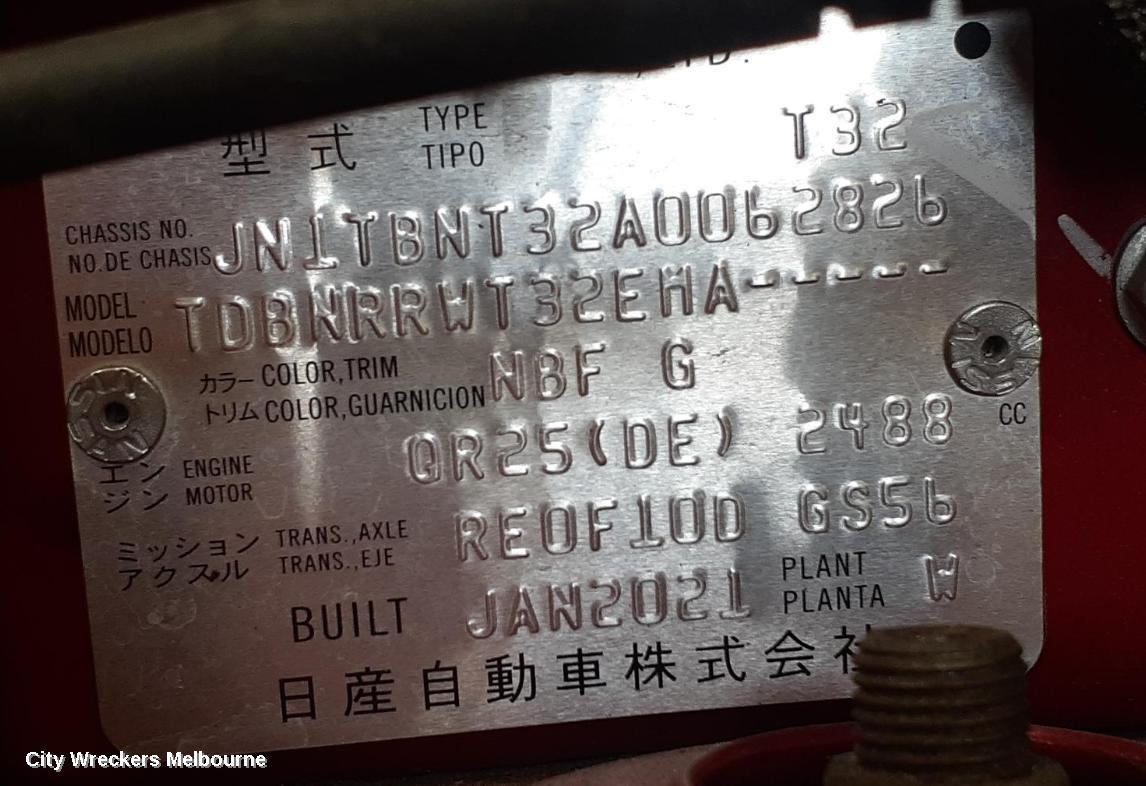 LTD.
型式 TYPE TIPO T32
CHASSIS NO. NO.DE CHASIS JN1TBNT32A0062826
MODEL MODELO TDBNRRWT32EHA-----
カラー COLOR,TRIM トリム COLOR,GUARNICION NBF G
エンジン ENGINE MOTOR QR25(DE) 2488 CC
ミッション TRANS.,AXLE アクスル TRANS.,EJE RE0F10D GS56
BUILT JAN2021 PLANT PLANTA W
日産自動車株式会社
City Wreckers Melbourne